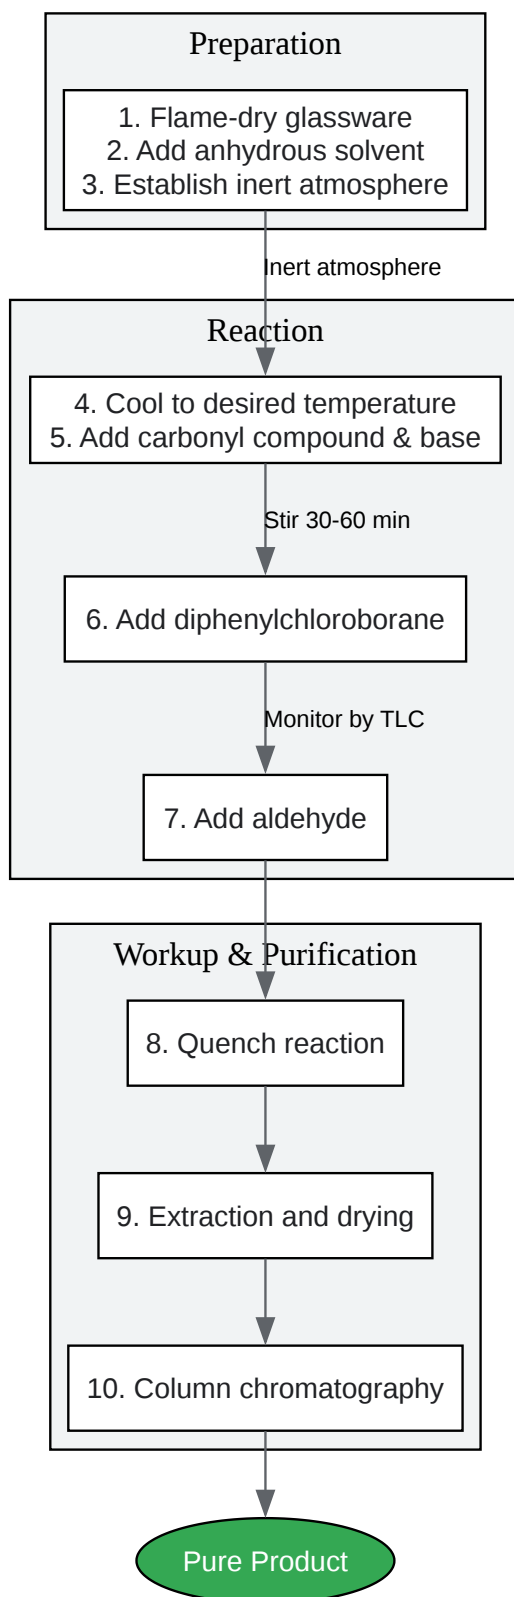 Preparation
1. Flame-dry glassware
2. Add anhydrous solvent
3. Establish inert atmosphere
Inert atmosphere
Reaction
4. Cool to desired temperature
5. Add carbonyl compound & base
Stir 30-60 min
6. Add diphenylchloroborane
Monitor by TLC
7. Add aldehyde
Workup & Purification
8. Quench reaction
9. Extraction and drying
10. Column chromatography
Pure Product